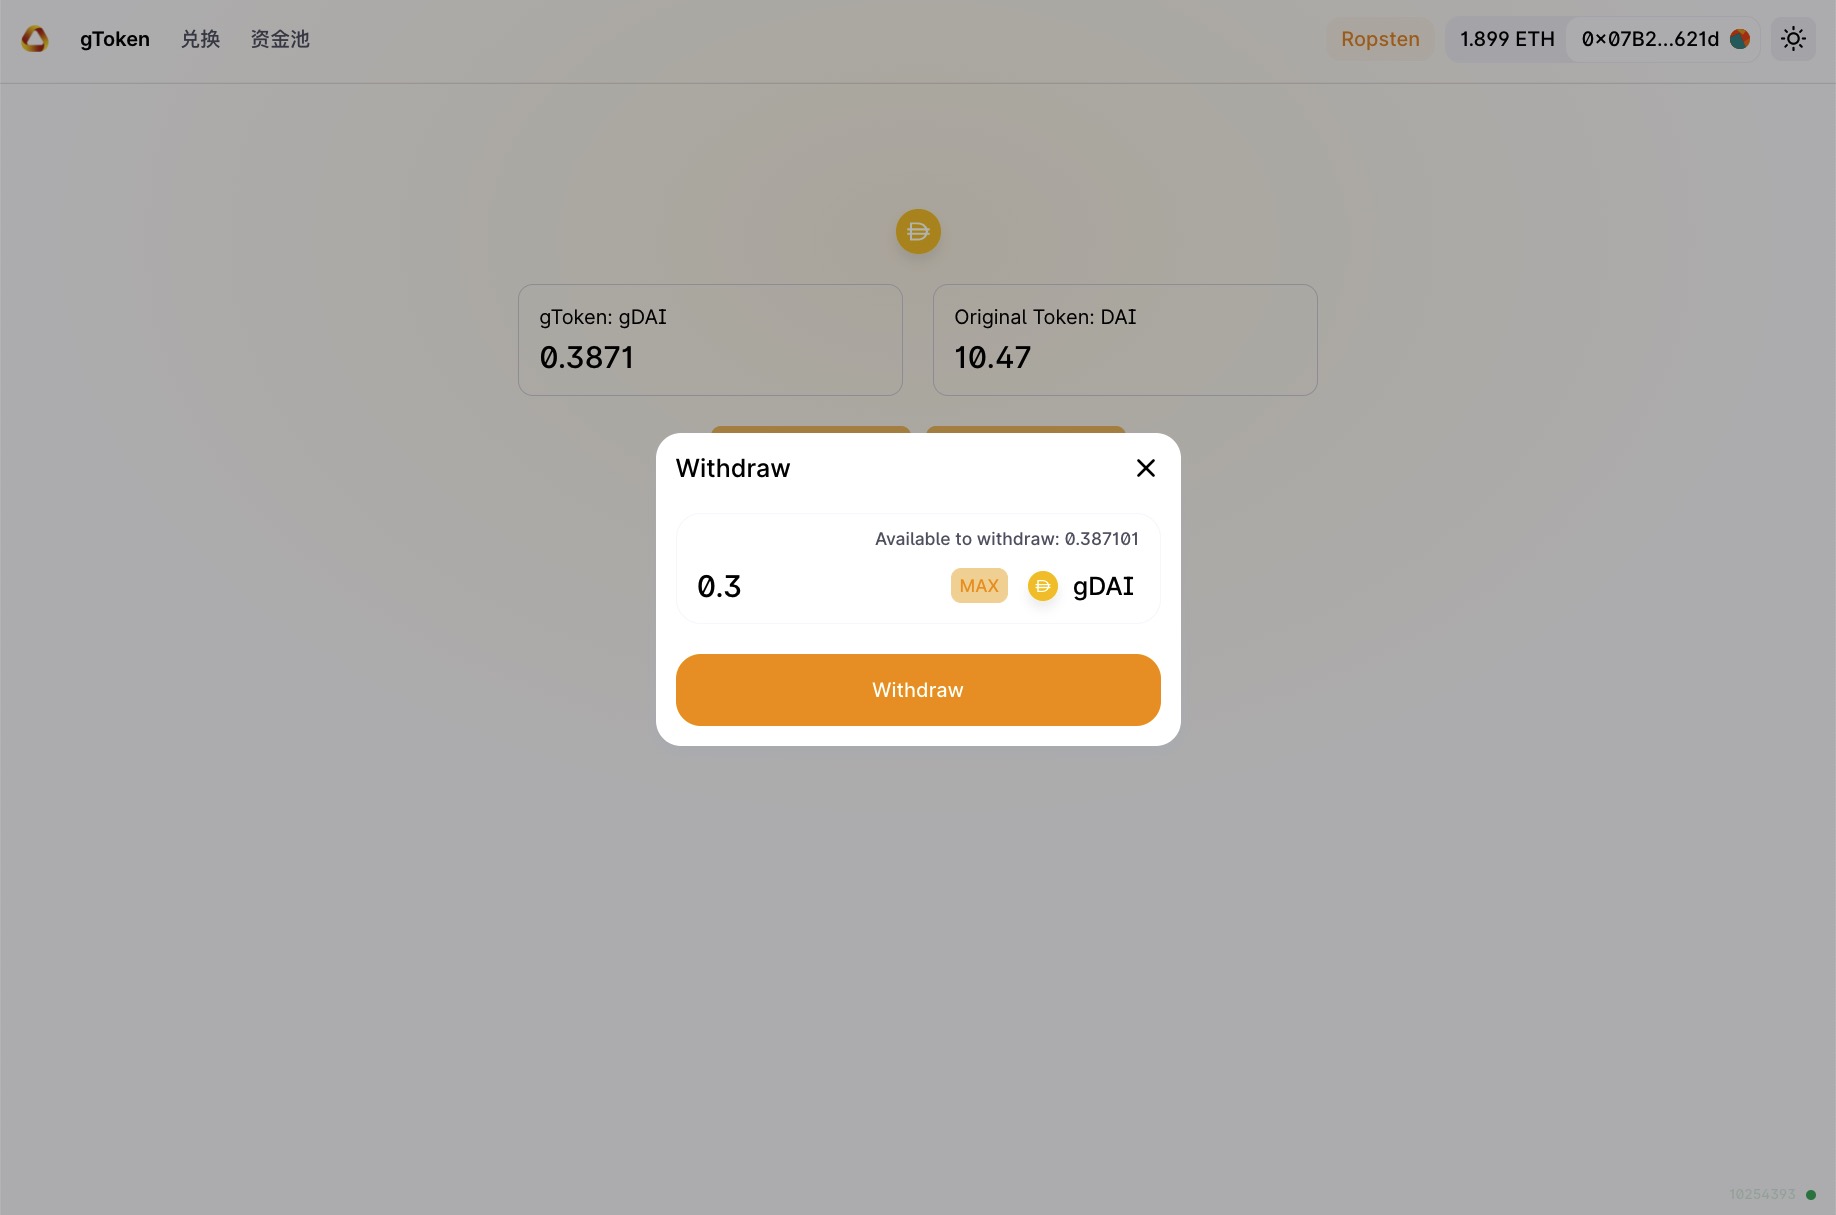 gToken 兑换 资金池 Ropsten 1.899 ETH 0x07B2...621d
gToken: gDAI
0.3871
Original Token: DAI
10.47
Withdraw
Available to withdraw: 0.387101
0.3 MAX gDAI
Withdraw
10254393